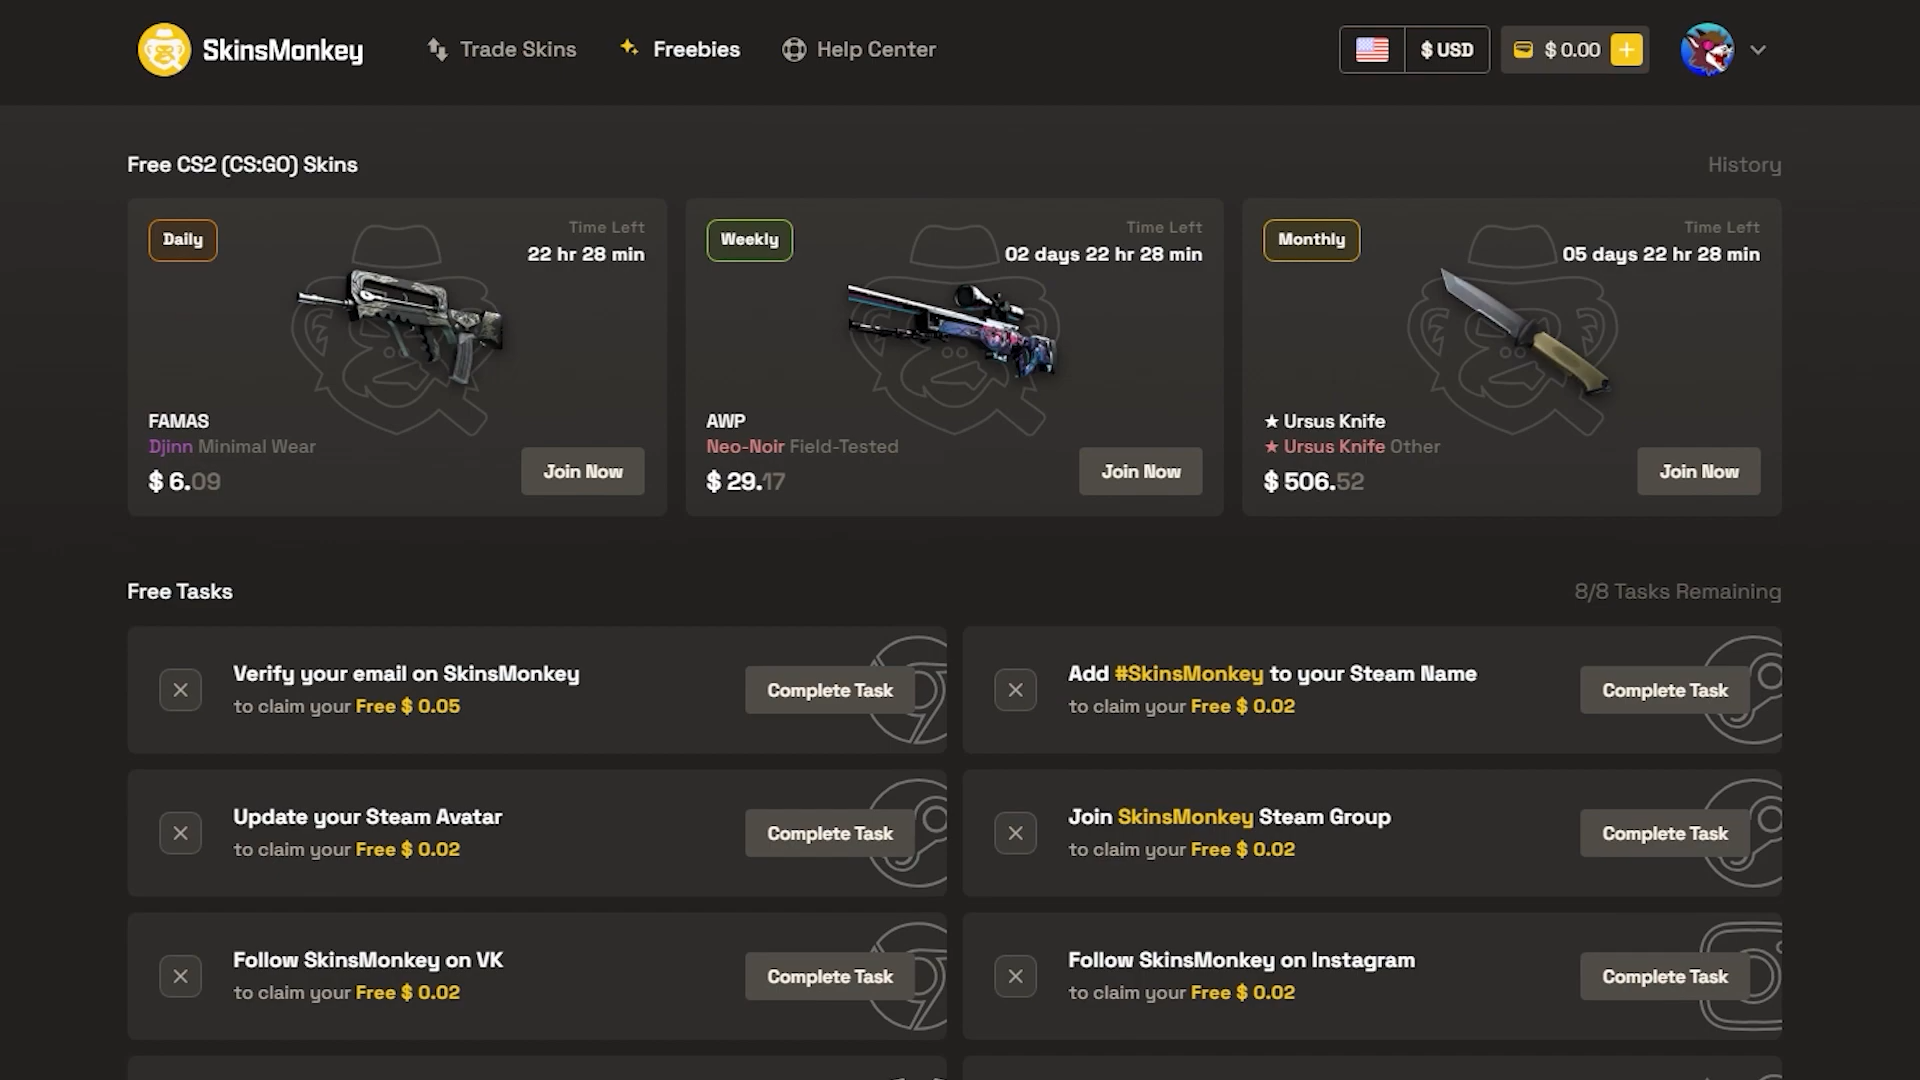 SkinsMonkey
Trade Skins
Freebies
Help Center
$ USD
$ 0.00
Free CS2 (CS:GO) Skins
History
Daily
Time Left
22 hr 28 min
FAMAS
Djinn Minimal Wear
$ 6.09
Join Now
Weekly
Time Left
02 days 22 hr 28 min
AWP
Neo-Noir Field-Tested
$ 29.17
Join Now
Monthly
Time Left
05 days 22 hr 28 min
★ Ursus Knife
★ Ursus Knife Other
$ 506.52
Join Now
Free Tasks
8/8 Tasks Remaining
Verify your email on SkinsMonkey
to claim your Free $ 0.05
Complete Task
Add #SkinsMonkey to your Steam Name
to claim your Free $ 0.02
Complete Task
Update your Steam Avatar
to claim your Free $ 0.02
Complete Task
Join SkinsMonkey Steam Group
to claim your Free $ 0.02
Complete Task
Follow SkinsMonkey on VK
to claim your Free $ 0.02
Complete Task
Follow SkinsMonkey on Instagram
to claim your Free $ 0.02
Complete Task